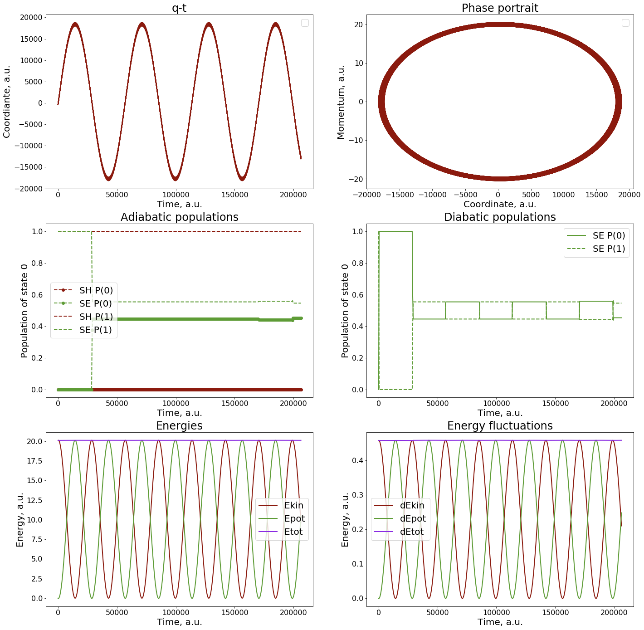 q-t
Coordiante, a.u.
20000
15000
10000
5000
0
−5000
−10000
−15000
−20000
0 50000 100000 150000 200000
Time, a.u.
Phase portrait
Momentum, a.u.
20
10
0
−10
−20
−20000 −15000 −10000 −5000 0 5000 10000 15000 20000
Coordinate, a.u.
Adiabatic populations
Population of state 0
1.0
0.8
0.6
0.4
0.2
0.0
SH P(0)
SE P(0)
SH P(1)
SE P(1)
0 50000 100000 150000 200000
Time, a.u.
Diabatic populations
Population of state 0
1.0
0.8
0.6
0.4
0.2
0.0
SE P(0)
SE P(1)
0 50000 100000 150000 200000
Time, a.u.
Energies
Energy, a.u.
20.0
17.5
15.0
12.5
10.0
7.5
5.0
2.5
0.0
Ekin
Epot
Etot
0 50000 100000 150000 200000
Time, a.u.
Energy fluctuations
Energy, a.u.
0.4
0.3
0.2
0.1
0.0
dEkin
dEpot
dEtot
0 50000 100000 150000 200000
Time, a.u.